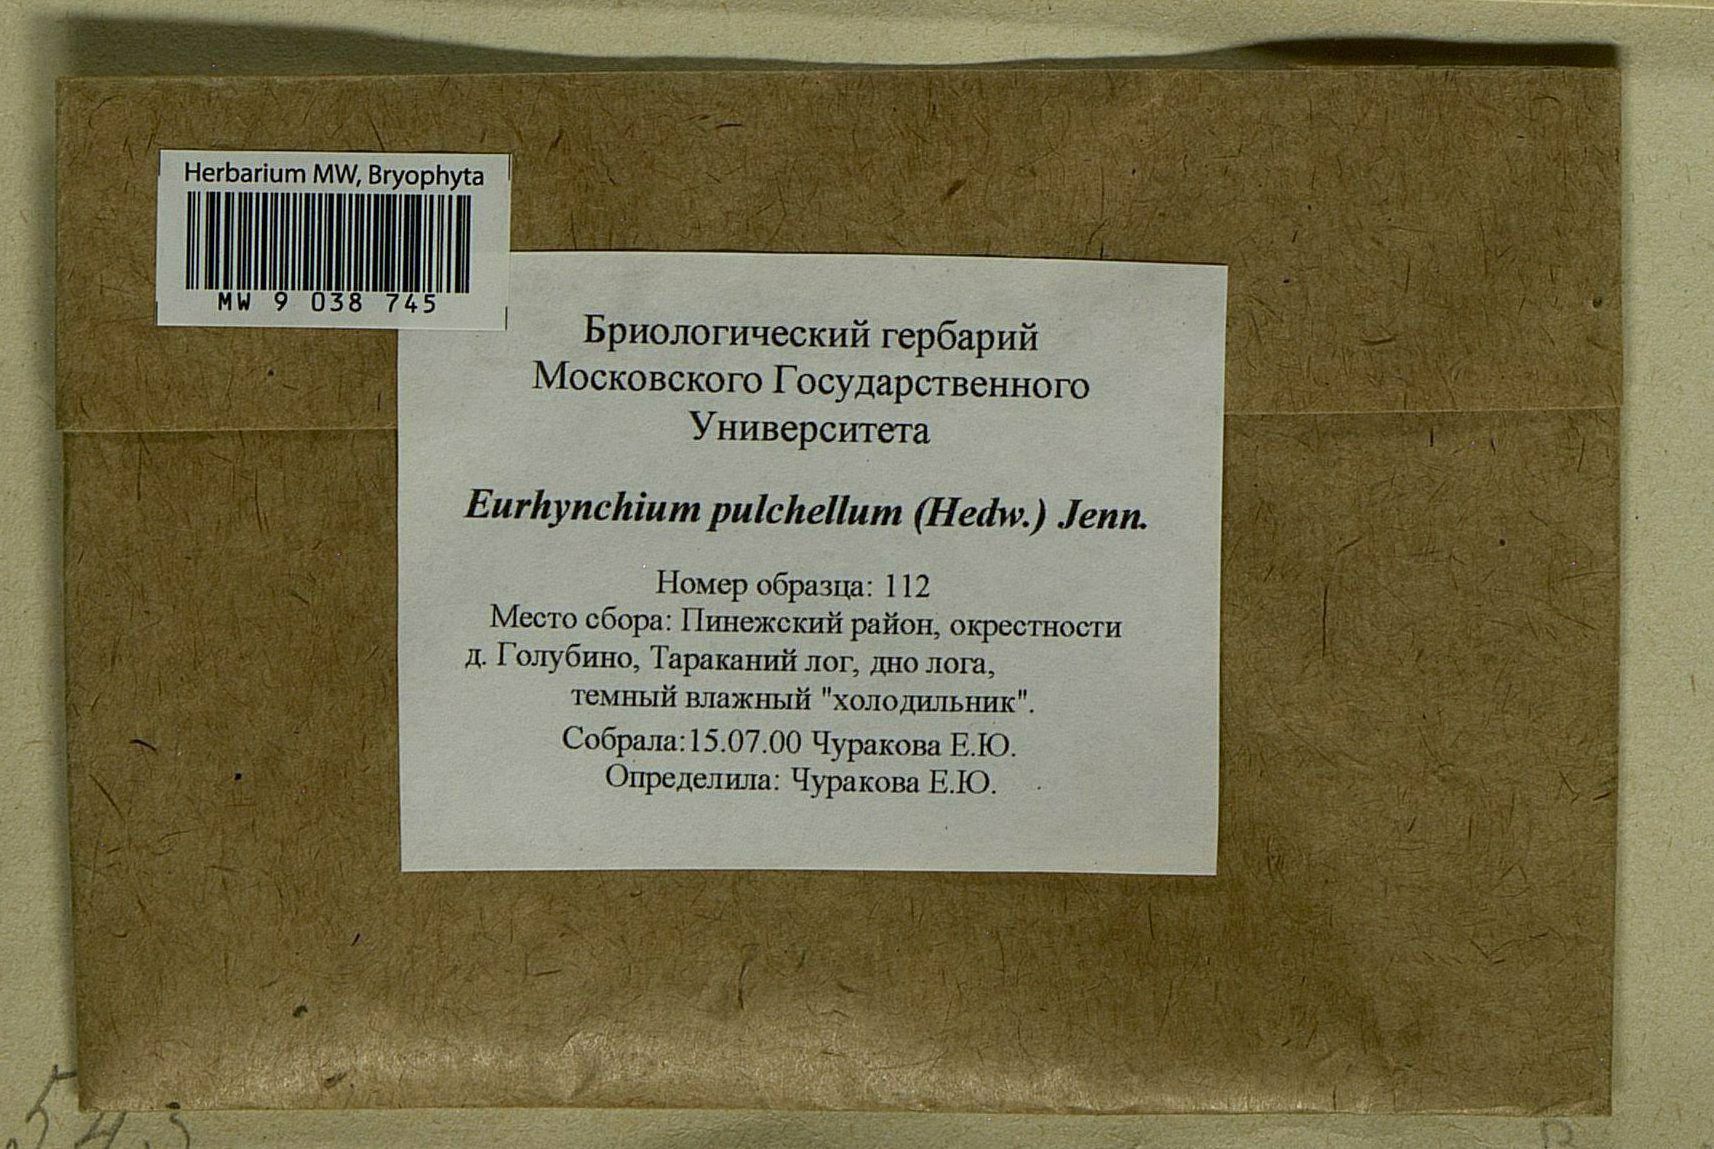 Herbarium MW, Bryophyta
MW 9 038 745
Бриологический гербарий
Московского Государственного
Университета
Eurhynchium pulchellum (Hedw.) Jenn.
Номер образца: 112
Место сбора: Пинежский район, окрестности
д. Голубино, Тараканий лог, дно лога,
темный влажный "холодильник".
Собрала:15.07.00 Чуракова Е.Ю.
Определила: Чуракова Е.Ю.